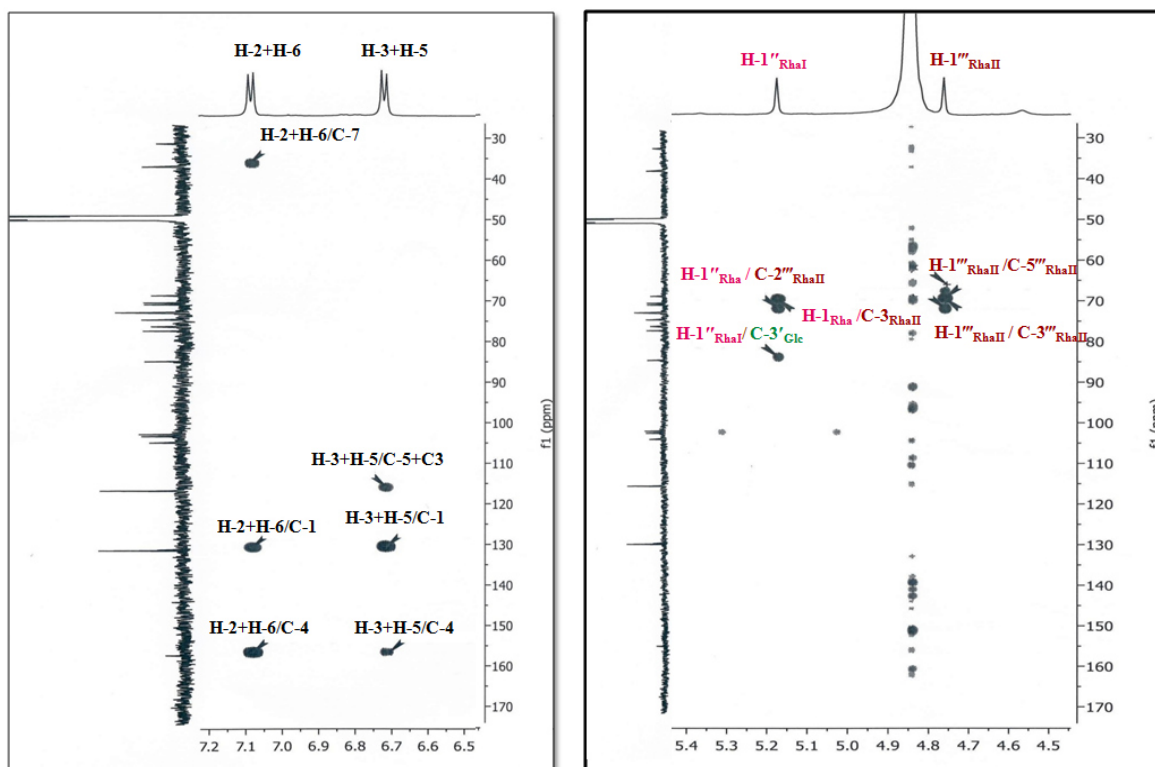 H-2+H-6 H-3+H-5
H-2+H-6/C-7
H-3+H-5/C-5+C3
H-2+H-6/C-1 H-3+H-5/C-1
H-2+H-6/C-4 H-3+H-5/C-4
30
40
50
60
70
80
90
100
110
120
130
140
150
160
170
f1 (ppm)
7.2 7.1 7.0 6.9 6.8 6.7 6.6 6.5
H-1″RhaI H-1‴RhaII
H-1″Rha / C-2‴RhaII H-1‴RhaII /C-5‴RhaII
H-1Rha /C-3RhaII
H-1″RhaI/ C-3′Glc H-1‴RhaII / C-3‴RhaII
30
40
50
60
70
80
90
100
110
120
130
140
150
160
170
f1 (ppm)
5.4 5.3 5.2 5.1 5.0 4.9 4.8 4.7 4.6 4.5